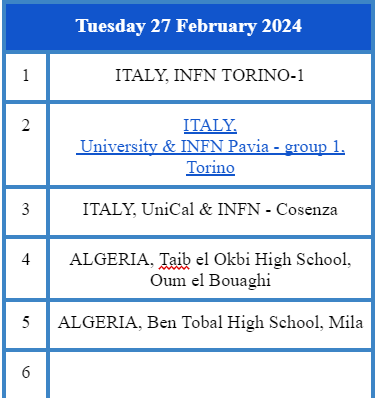 Tuesday 27 February 2024
1 ITALY, INFN TORINO-1
2 ITALY,
University & INFN Pavia - group 1,
Torino
3 ITALY, UniCal & INFN - Cosenza
4 ALGERIA, Taib el Okbi High School,
Oum el Bouaghi
5 ALGERIA, Ben Tobal High School, Mila
6